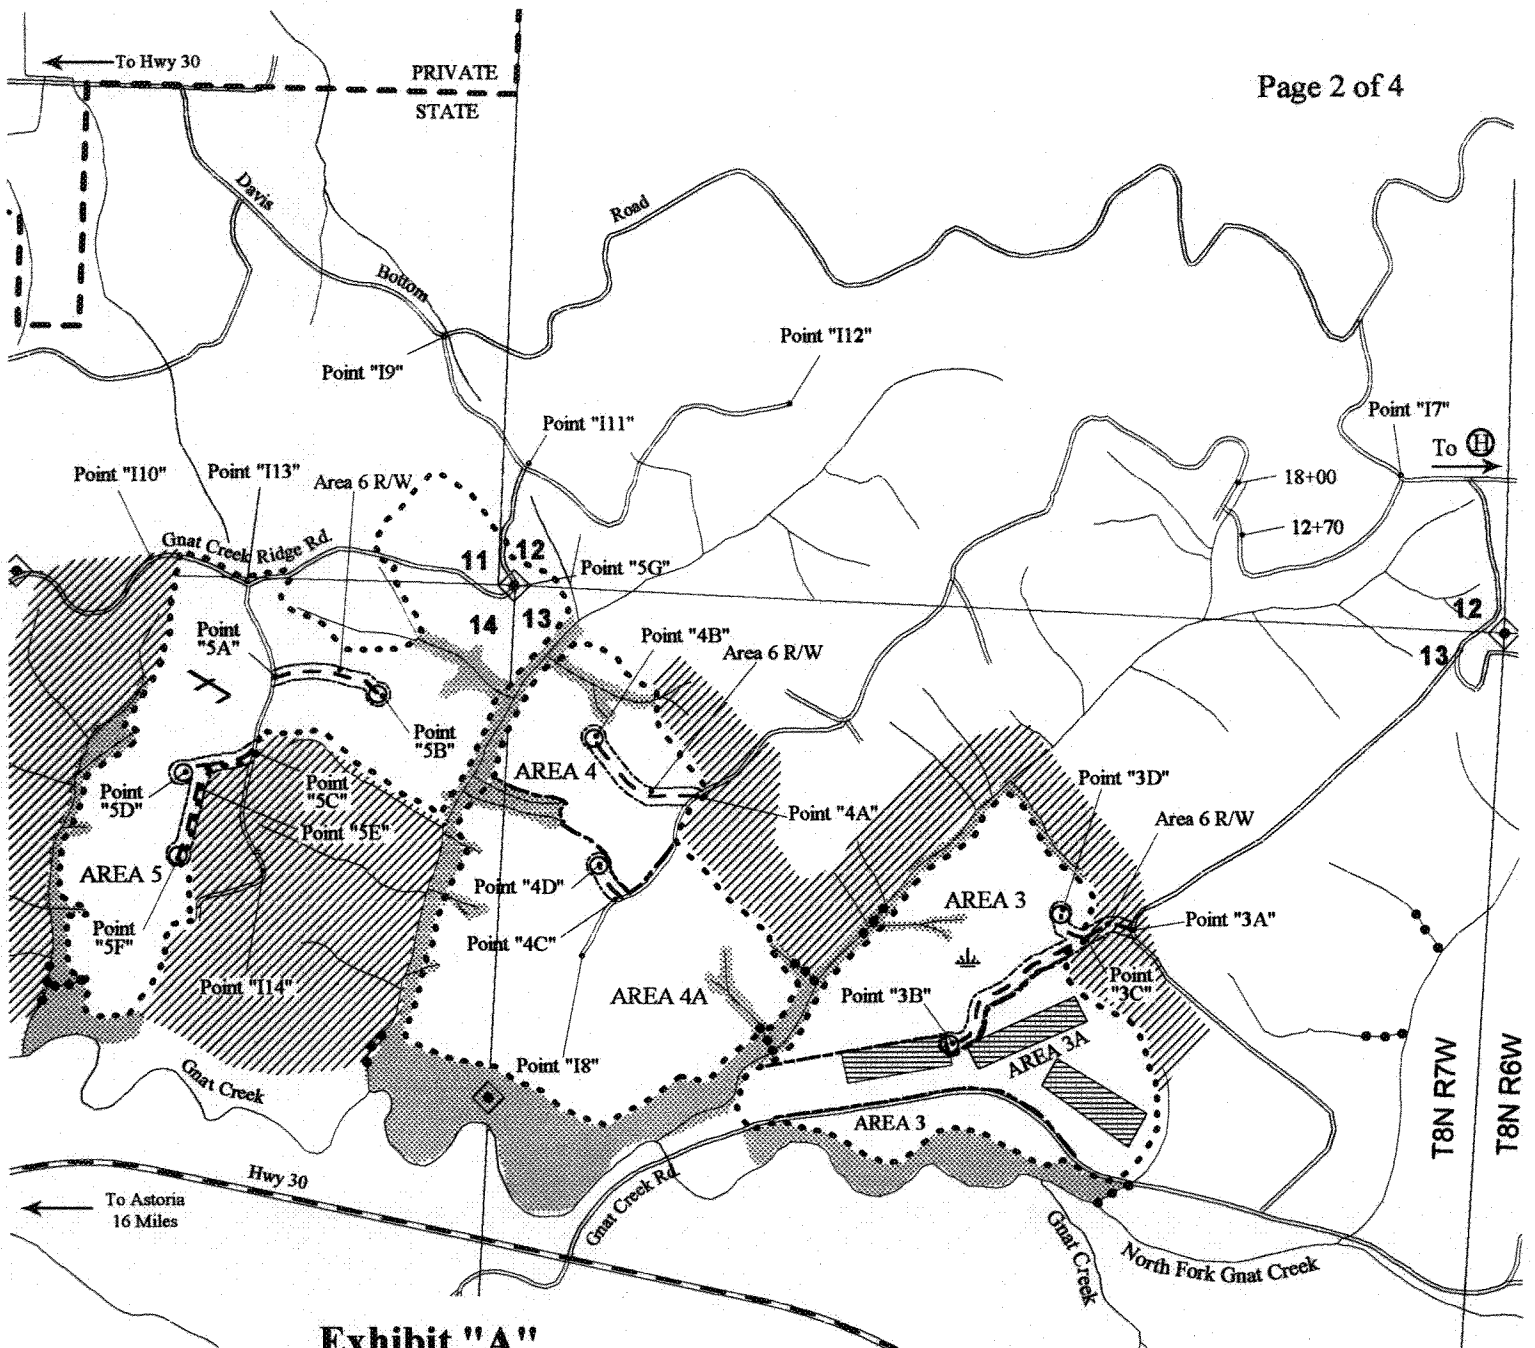 To Hwy 30
PRIVATE
STATE
Page 2 of 4
Davis
Bottom
Road
Point "I9"
Point "I12"
Point "I11"
Point "I7"
To H
18+00
12+70
Point "I10"
Point "I13"
Area 6 R/W
Gnat Creek Ridge Rd.
11
12
14
13
Point "5G"
12
13
Point
"5A"
Point "4B"
Area 6 R/W
Point
"5B"
AREA 4
Point
"5D"
Point
"5C"
Point "5E"
Point "4A"
Point "3D"
Area 6 R/W
AREA 5
Point "4D"
AREA 3
Point "3A"
Point
"5F"
Point "4C"
Point
"3C"
Point "I14"
AREA 4A
Point "3B"
AREA 3A
Point "I8"
Gnat Creek
AREA 3
T8N R7W
T8N R6W
Hwy 30
To Astoria
16 Miles
Gnat Creek Rd.
Gnat Creek
North Fork Gnat Creek
Exhibit "A"